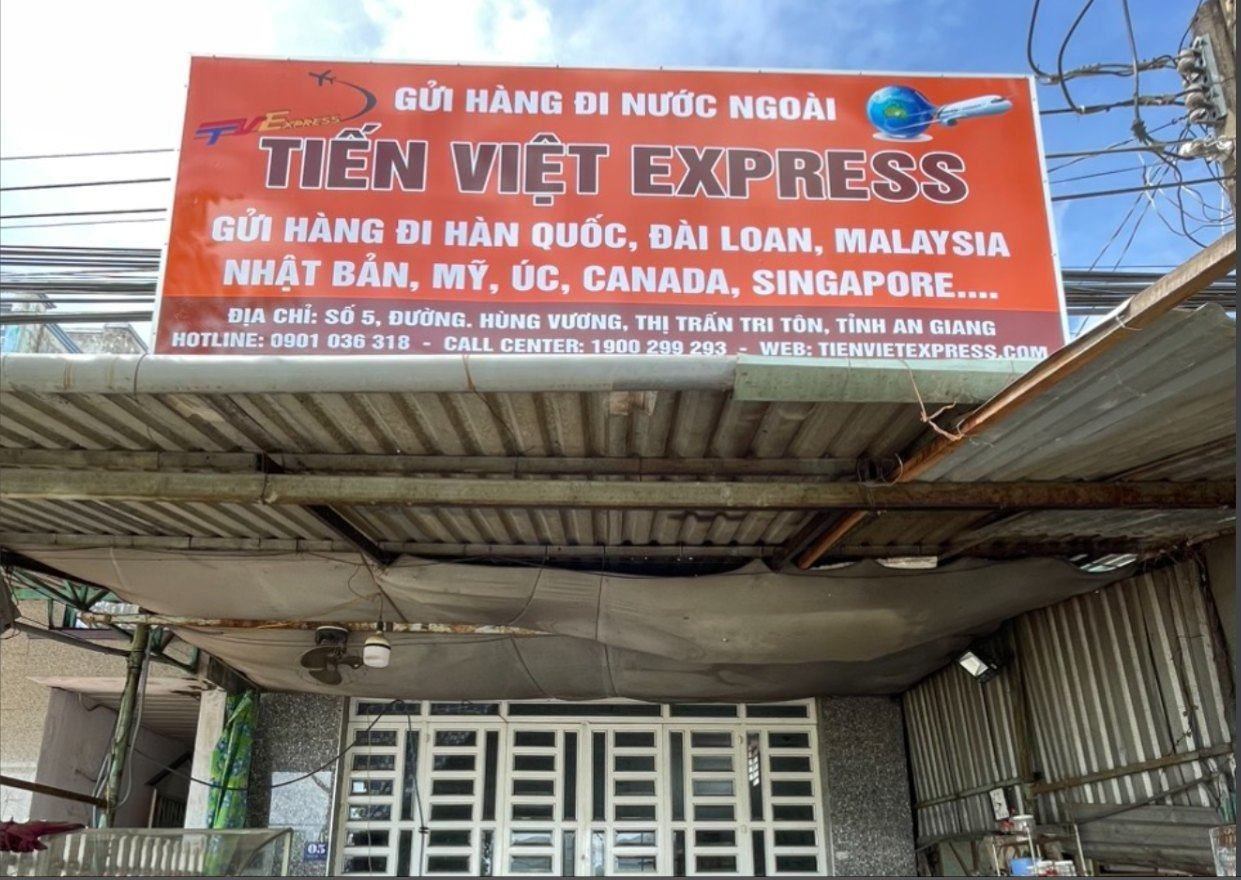 TVEXPRESS
GỬI HÀNG ĐI NƯỚC NGOÀI
TIẾN VIỆT EXPRESS
GỬI HÀNG ĐI HÀN QUỐC, ĐÀI LOAN, MALAYSIA
NHẬT BẢN, MỸ, ÚC, CANADA, SINGAPORE....
ĐỊA CHỈ: SỐ 5, ĐƯỜNG. HÙNG VƯƠNG, THỊ TRẤN TRI TÔN, TỈNH AN GIANG
HOTLINE: 0901 036 318 - CALL CENTER: 1900 299 293 - WEB: TIENVIETEXPRESS.COM
05